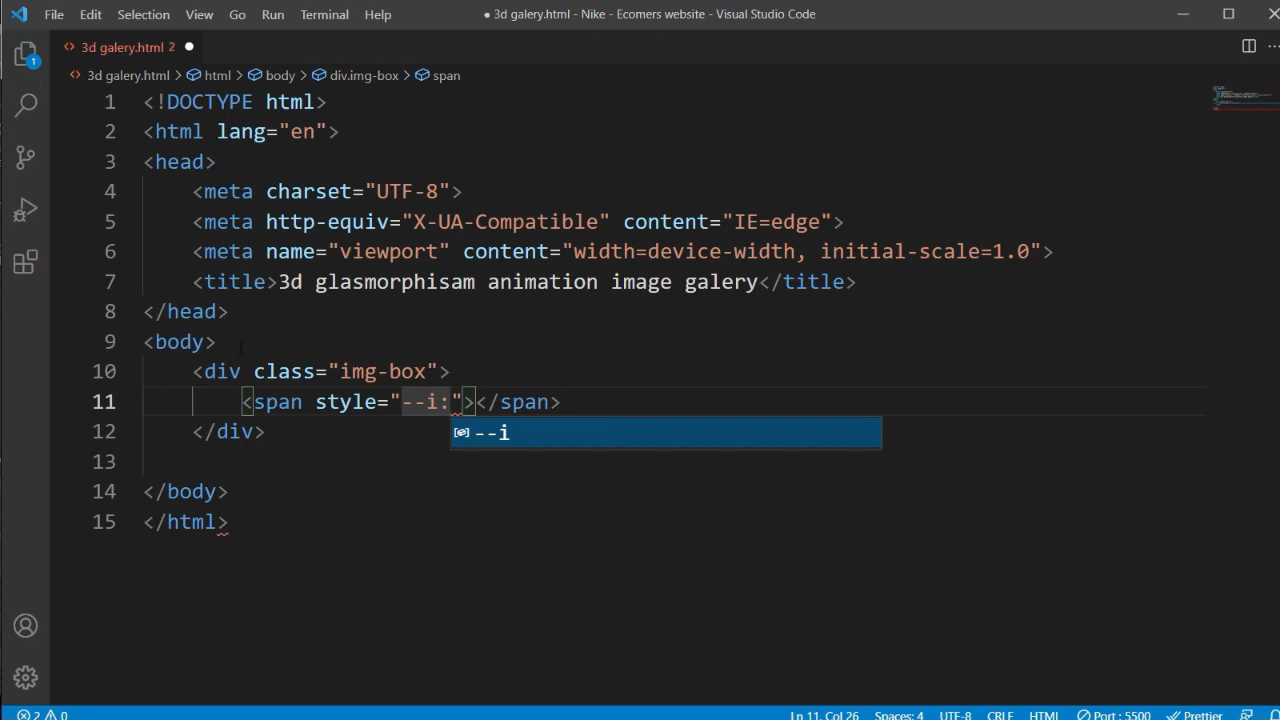 File Edit Selection View Go Run Terminal Help ● 3d galery.html - Nike - Ecomers website - Visual Studio Code
<> 3d galery.html 2 ●
<> 3d galery.html > html > body > div.img-box > span
1 <!DOCTYPE html>
2 <html lang="en">
3 <head>
4 <meta charset="UTF-8">
5 <meta http-equiv="X-UA-Compatible" content="IE=edge">
6 <meta name="viewport" content="width=device-width, initial-scale=1.0">
7 <title>3d glasmorphisam animation image galery</title>
8 </head>
9 <body>
10 <div class="img-box">
11 <span style="--i:"></span>
12 </div>
--i
13
14 </body>
15 </html>
1
2 0 Ln 11, Col 26 Spaces: 4 UTF-8 CRLF HTML Port : 5500 Prettier